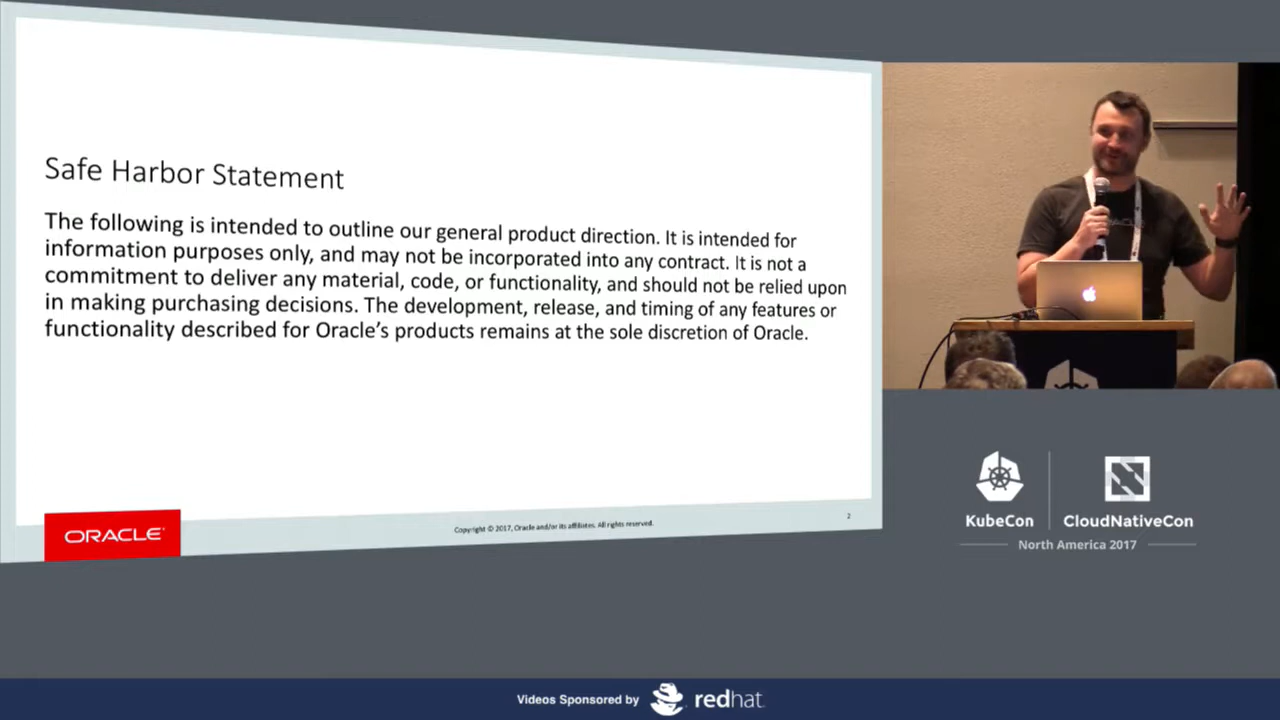 Safe Harbor Statement
The following is intended to outline our general product direction. It is intended for
information purposes only, and may not be incorporated into any contract. It is not a
commitment to deliver any material, code, or functionality, and should not be relied upon
in making purchasing decisions. The development, release, and timing of any features or
functionality described for Oracle’s products remains at the sole discretion of Oracle.
ORACLE
Copyright © 2017, Oracle and/or its affiliates. All rights reserved.
2
ORACLE
KubeCon
CloudNativeCon
North America 2017
Videos Sponsored by
redhat